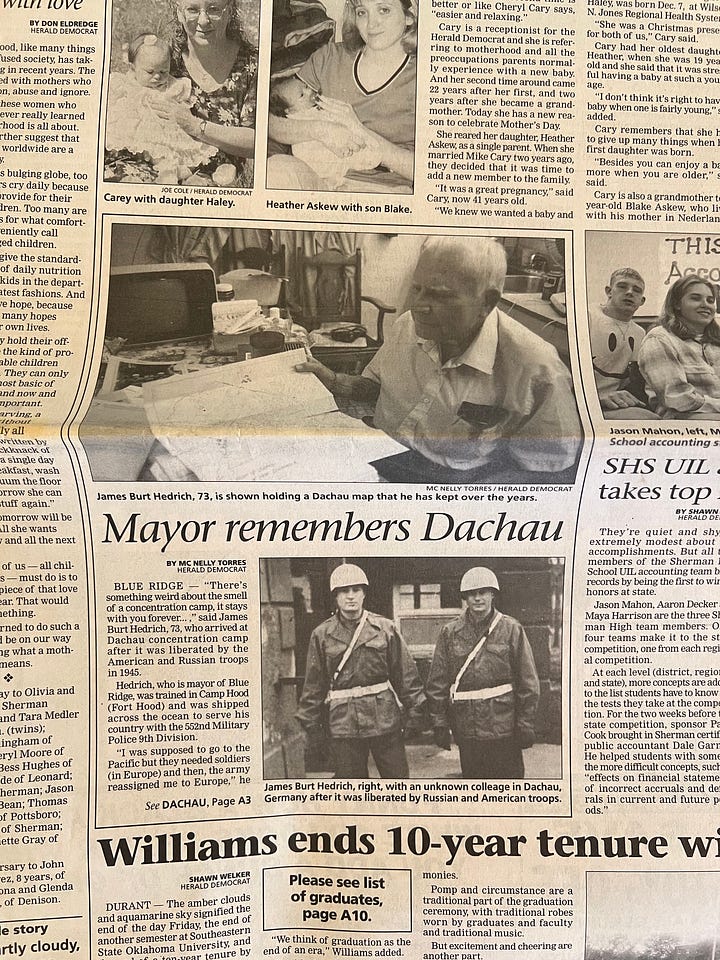 with love
BY DON ELDREDGE
HERALD DEMOCRAT
ood, like many things
fused society, has tak-
g in recent years. The
ed with mothers who
on, abuse and ignore.
hese women who
ever really learned
rhood is all about.
rther suggest that
worldwide are a
y.
s bulging globe, too
rs cry daily because
provide for their
dren. Too many are
s for what comfort-
eniently call
ged children.
give the standard-
of daily nutrition
kids in the depart-
atest fashions. And
ve hope, because
many hopes
r own lives.
y hold their off-
e the kind of pro-
able children
They can only
most basic of
and now and
mportant.
arving, a
without
ly all
written by
knack of
a single day
eakfast, wash
uum the floor
orrow she can
stuff again."
omorrow will be
All she wants
y and all the next
of us — all chil-
s — must do is to
piece of that love
ear. That would
nething.
rned to do such a
d be on our way
ng what a moth-
means.
❖
ay to Olivia and
Sherman
and Tara Medler
n. (twins);
ingham of
eryl Moore of
Bess Hughes of
de of Leonard;
herman; Jason
Bean; Thomas
of Pottsboro;
of Sherman;
ette Gray of
ersary to John
ez, 8 years, of
ona and Glenda
, of Denison.
le story
artly cloudy,
JOE COLE / HERALD DEMOCRAT
Carey with daughter Haley.
Heather Askew with son Blake.
better or like Cheryl Cary says,
"easier and relaxing."
Cary is a receptionist for the
Herald Democrat and she is refer-
ring to motherhood and all the
preoccupations parents normal-
ly experience with a new baby.
And her second time around came
22 years after her first, and two
years after she became a grand-
mother. Today she has a new rea-
son to celebrate Mother's Day.
She reared her daughter, Heather
Askew, as a single parent. When she
married Mike Cary two years ago,
they decided that it was time to
add a new member to the family.
"It was a great pregnancy," said
Cary, now 41 years old.
"We knew we wanted a baby and
Haley, was born Dec. 7, at Wils
N. Jones Regional Health Syste
"She was a Christmas prese
for both of us," Cary said.
Cary had her oldest daught
Heather, when she was 19 yea
old and she said that it was stre
ful having a baby at such a you
age.
"I don't think it's right to hav
baby when one is fairly young," s
added.
Cary remembers that she h
to give up many things when h
first daughter was born.
"Besides you can enjoy a b
more when you are older," s
said.
Cary is also a grandmother to
year-old Blake Askew, who liv
with his mother in Nederlan
MC NELLY TORRES / HERALD DEMOCRAT
James Burt Hedrich, 73, is shown holding a Dachau map that he has kept over the years.
Mayor remembers Dachau
BY MC NELLY TORRES
HERALD DEMOCRAT
BLUE RIDGE — "There's
something weird about the smell
of a concentration camp, it stays
with you forever... ," said James
Burt Hedrich, 73, who arrived at
Dachau concentration camp
after it was liberated by the
American and Russian troops
in 1945.
Hedrich, who is mayor of Blue
Ridge, was trained in Camp Hood
(Fort Hood) and was shipped
across the ocean to serve his
country with the 552nd Military
Police 9th Division.
"I was supposed to go to the
Pacific but they needed soldiers
(in Europe) and then, the army
reassigned me to Europe," he
See DACHAU, Page A3
James Burt Hedrich, right, with an unknown colleage in Dachau,
Germany after it was liberated by Russian and American troops.
THIS
Acco
Jason Mahon, left, M
School accounting s
SHS UIL
takes top
BY SHAWN
HERALD DE
They're quiet and shy
extremely modest about
accomplishments. But all t
members of the Sherman
School UIL accounting team b
records by being the first to win
honors at state.
Jason Mahon, Aaron Decker
Maya Harrison are the three Sh
man High team members. O
four teams make it to the st
competition, one from each regi
al competition.
At each level (district, region
and state), more concepts are add
to the list students have to know
the tests they take at the compe
tion. For the two weeks before t
state competition, sponsor Pa
Cook brought in Sherman certif
public accountant Dale Garn
He helped students with some
the more difficult concepts, such
"effects on financial stateme
of incorrect accruals and def
rals in current and future p
ods."
Williams ends 10-year tenure wi
SHAWN WELKER
HERALD DEMOCRAT
DURANT — The amber clouds
and aquamarine sky signified the
end of the day Friday, the end of
another semester at Southeastern
State Oklahoma University, and
of a ten-year tenure by
Please see list
of graduates,
page A10.
"We think of graduation as the
end of an era," Williams added.
monies.
Pomp and circumstance are a
traditional part of the graduation
ceremony, with traditional robes
worn by graduates and faculty
and traditional music.
But excitement and cheering are
another part.